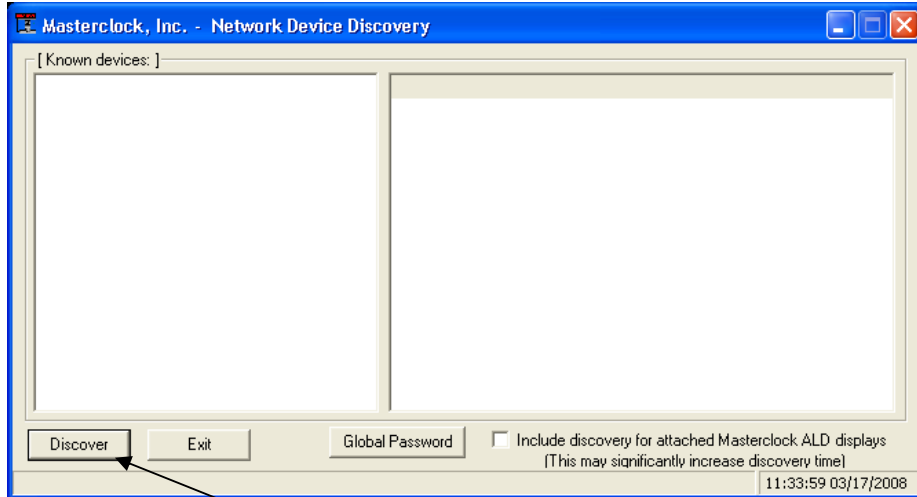 Masterclock, Inc. - Network Device Discovery
[ Known devices: ]
Discover Exit Global Password Include discovery for attached Masterclock ALD displays
(This may significantly increase discovery time)
11:33:59 03/17/2008